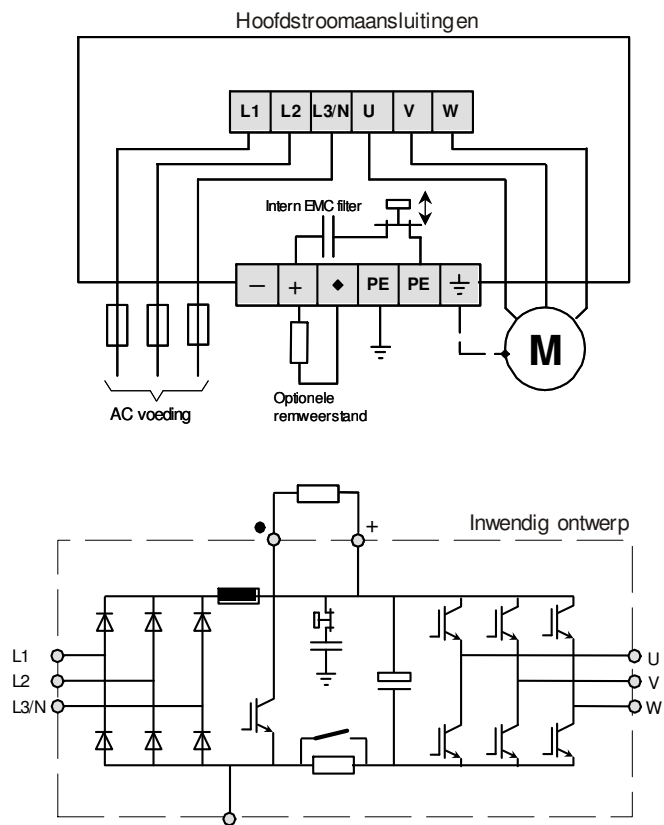 Hoofdstroomaansluitingen
L1 L2 L3/N U V W
Intern EMC filter
− + ◆ PE PE
M
AC voeding
Optionele
remweerstand
Inwendig ontwerp
+
L1
L2
L3/N
U
V
W